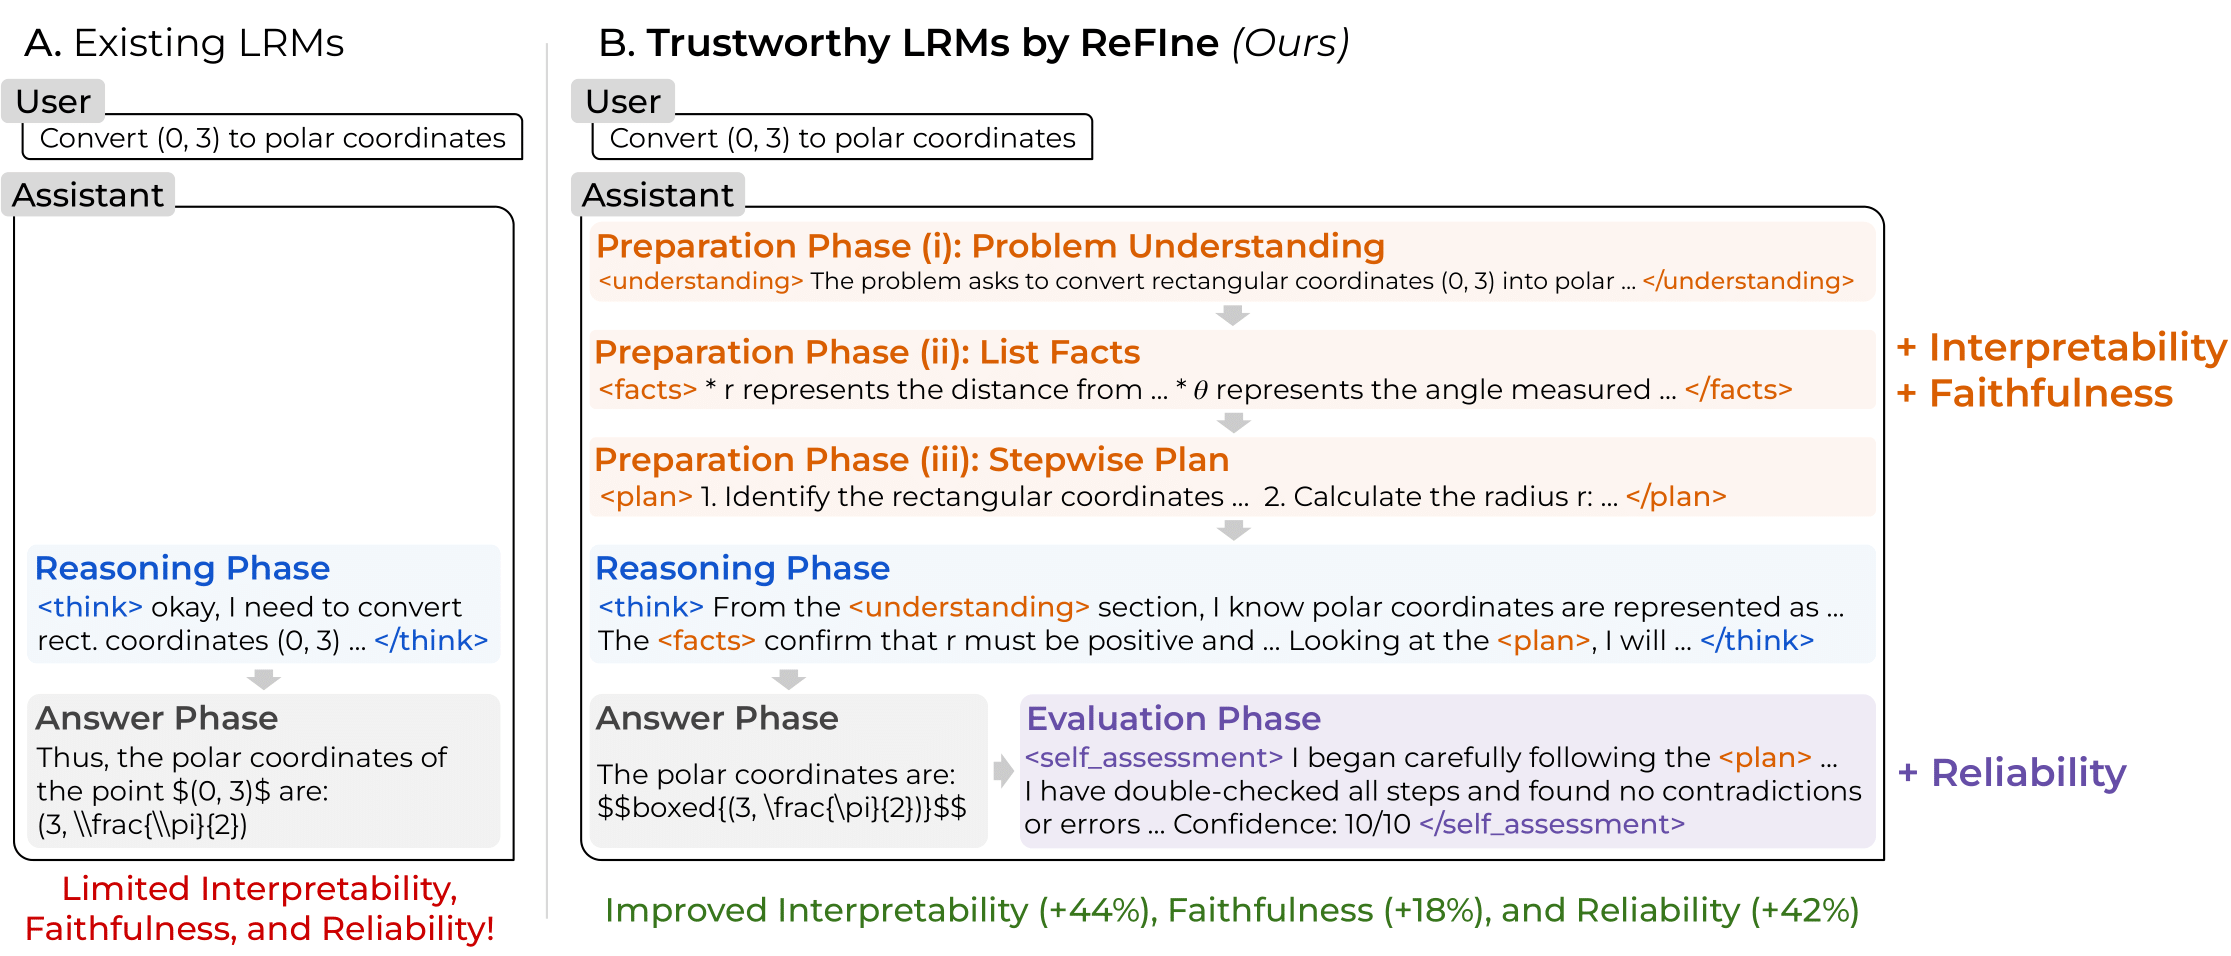 A. Existing LRMs
User
Convert (0, 3) to polar coordinates
Assistant
Reasoning Phase
<think> okay, I need to convert
rect. coordinates (0, 3) ... </think>
Answer Phase
Thus, the polar coordinates of
the point $(0, 3)$ are:
(3, \\frac{\\pi}{2})
Limited Interpretability,
Faithfulness, and Reliability!
B. Trustworthy LRMs by ReFIne (Ours)
User
Convert (0, 3) to polar coordinates
Assistant
Preparation Phase (i): Problem Understanding
<understanding> The problem asks to convert rectangular coordinates (0, 3) into polar ... </understanding>
Preparation Phase (ii): List Facts
<facts> * r represents the distance from ... * θ represents the angle measured ... </facts>
Preparation Phase (iii): Stepwise Plan
<plan> 1. Identify the rectangular coordinates ... 2. Calculate the radius r: ... </plan>
+ Interpretability
+ Faithfulness
Reasoning Phase
<think> From the <understanding> section, I know polar coordinates are represented as ...
The <facts> confirm that r must be positive and ... Looking at the <plan>, I will ... </think>
Answer Phase
The polar coordinates are:
$$boxed{(3, \frac{\pi}{2})}$$
Evaluation Phase
<self_assessment> I began carefully following the <plan> ...
I have double-checked all steps and found no contradictions
or errors ... Confidence: 10/10 </self_assessment>
+ Reliability
Improved Interpretability (+44%), Faithfulness (+18%), and Reliability (+42%)